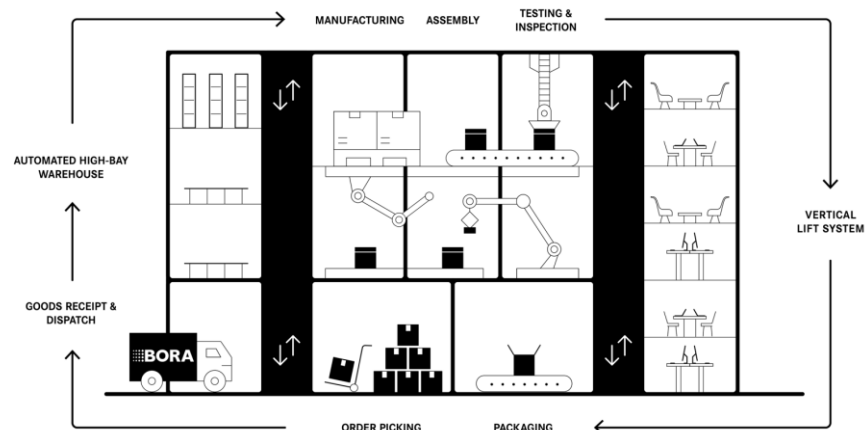 MANUFACTURING
ASSEMBLY
TESTING &
INSPECTION
AUTOMATED HIGH-BAY
WAREHOUSE
VERTICAL
LIFT SYSTEM
GOODS RECEIPT &
DISPATCH
BORA
ORDER PICKING
PACKAGING